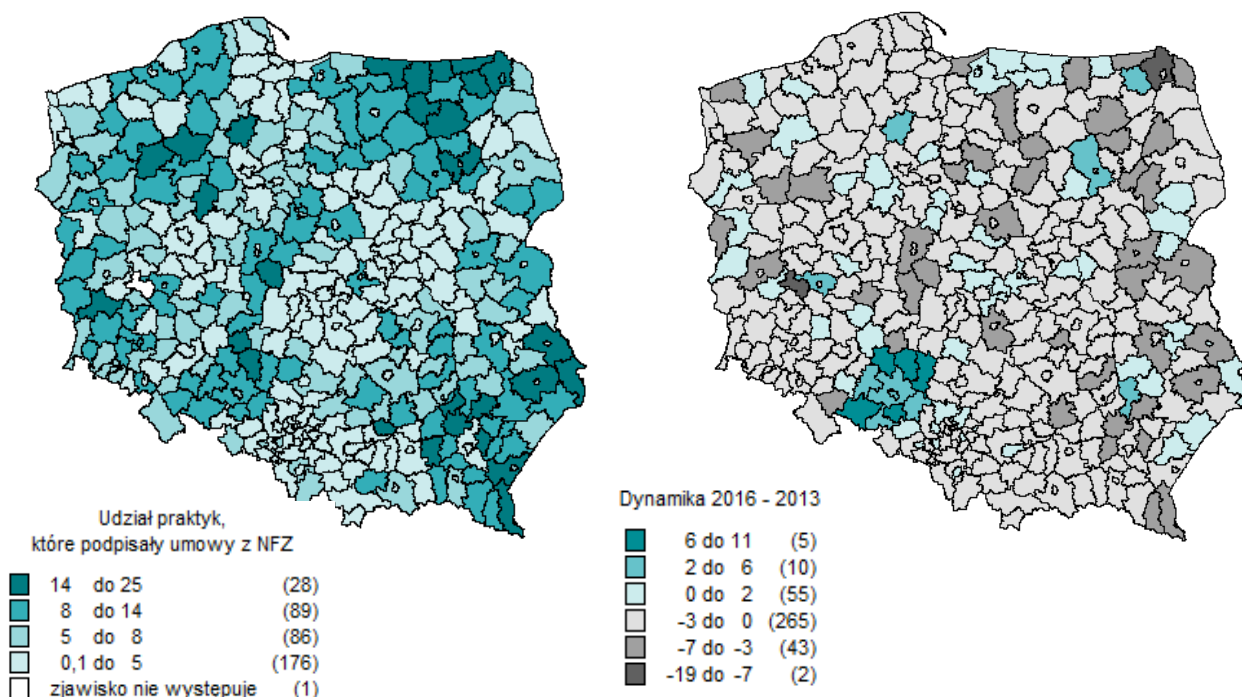 Udział praktyk,
które podpisały umowy z NFZ
14 do 25 (28)
8 do 14 (89)
5 do 8 (86)
0,1 do 5 (176)
zjawisko nie występuje (1)
Dynamika 2016 - 2013
6 do 11 (5)
2 do 6 (10)
0 do 2 (55)
-3 do 0 (265)
-7 do -3 (43)
-19 do -7 (2)